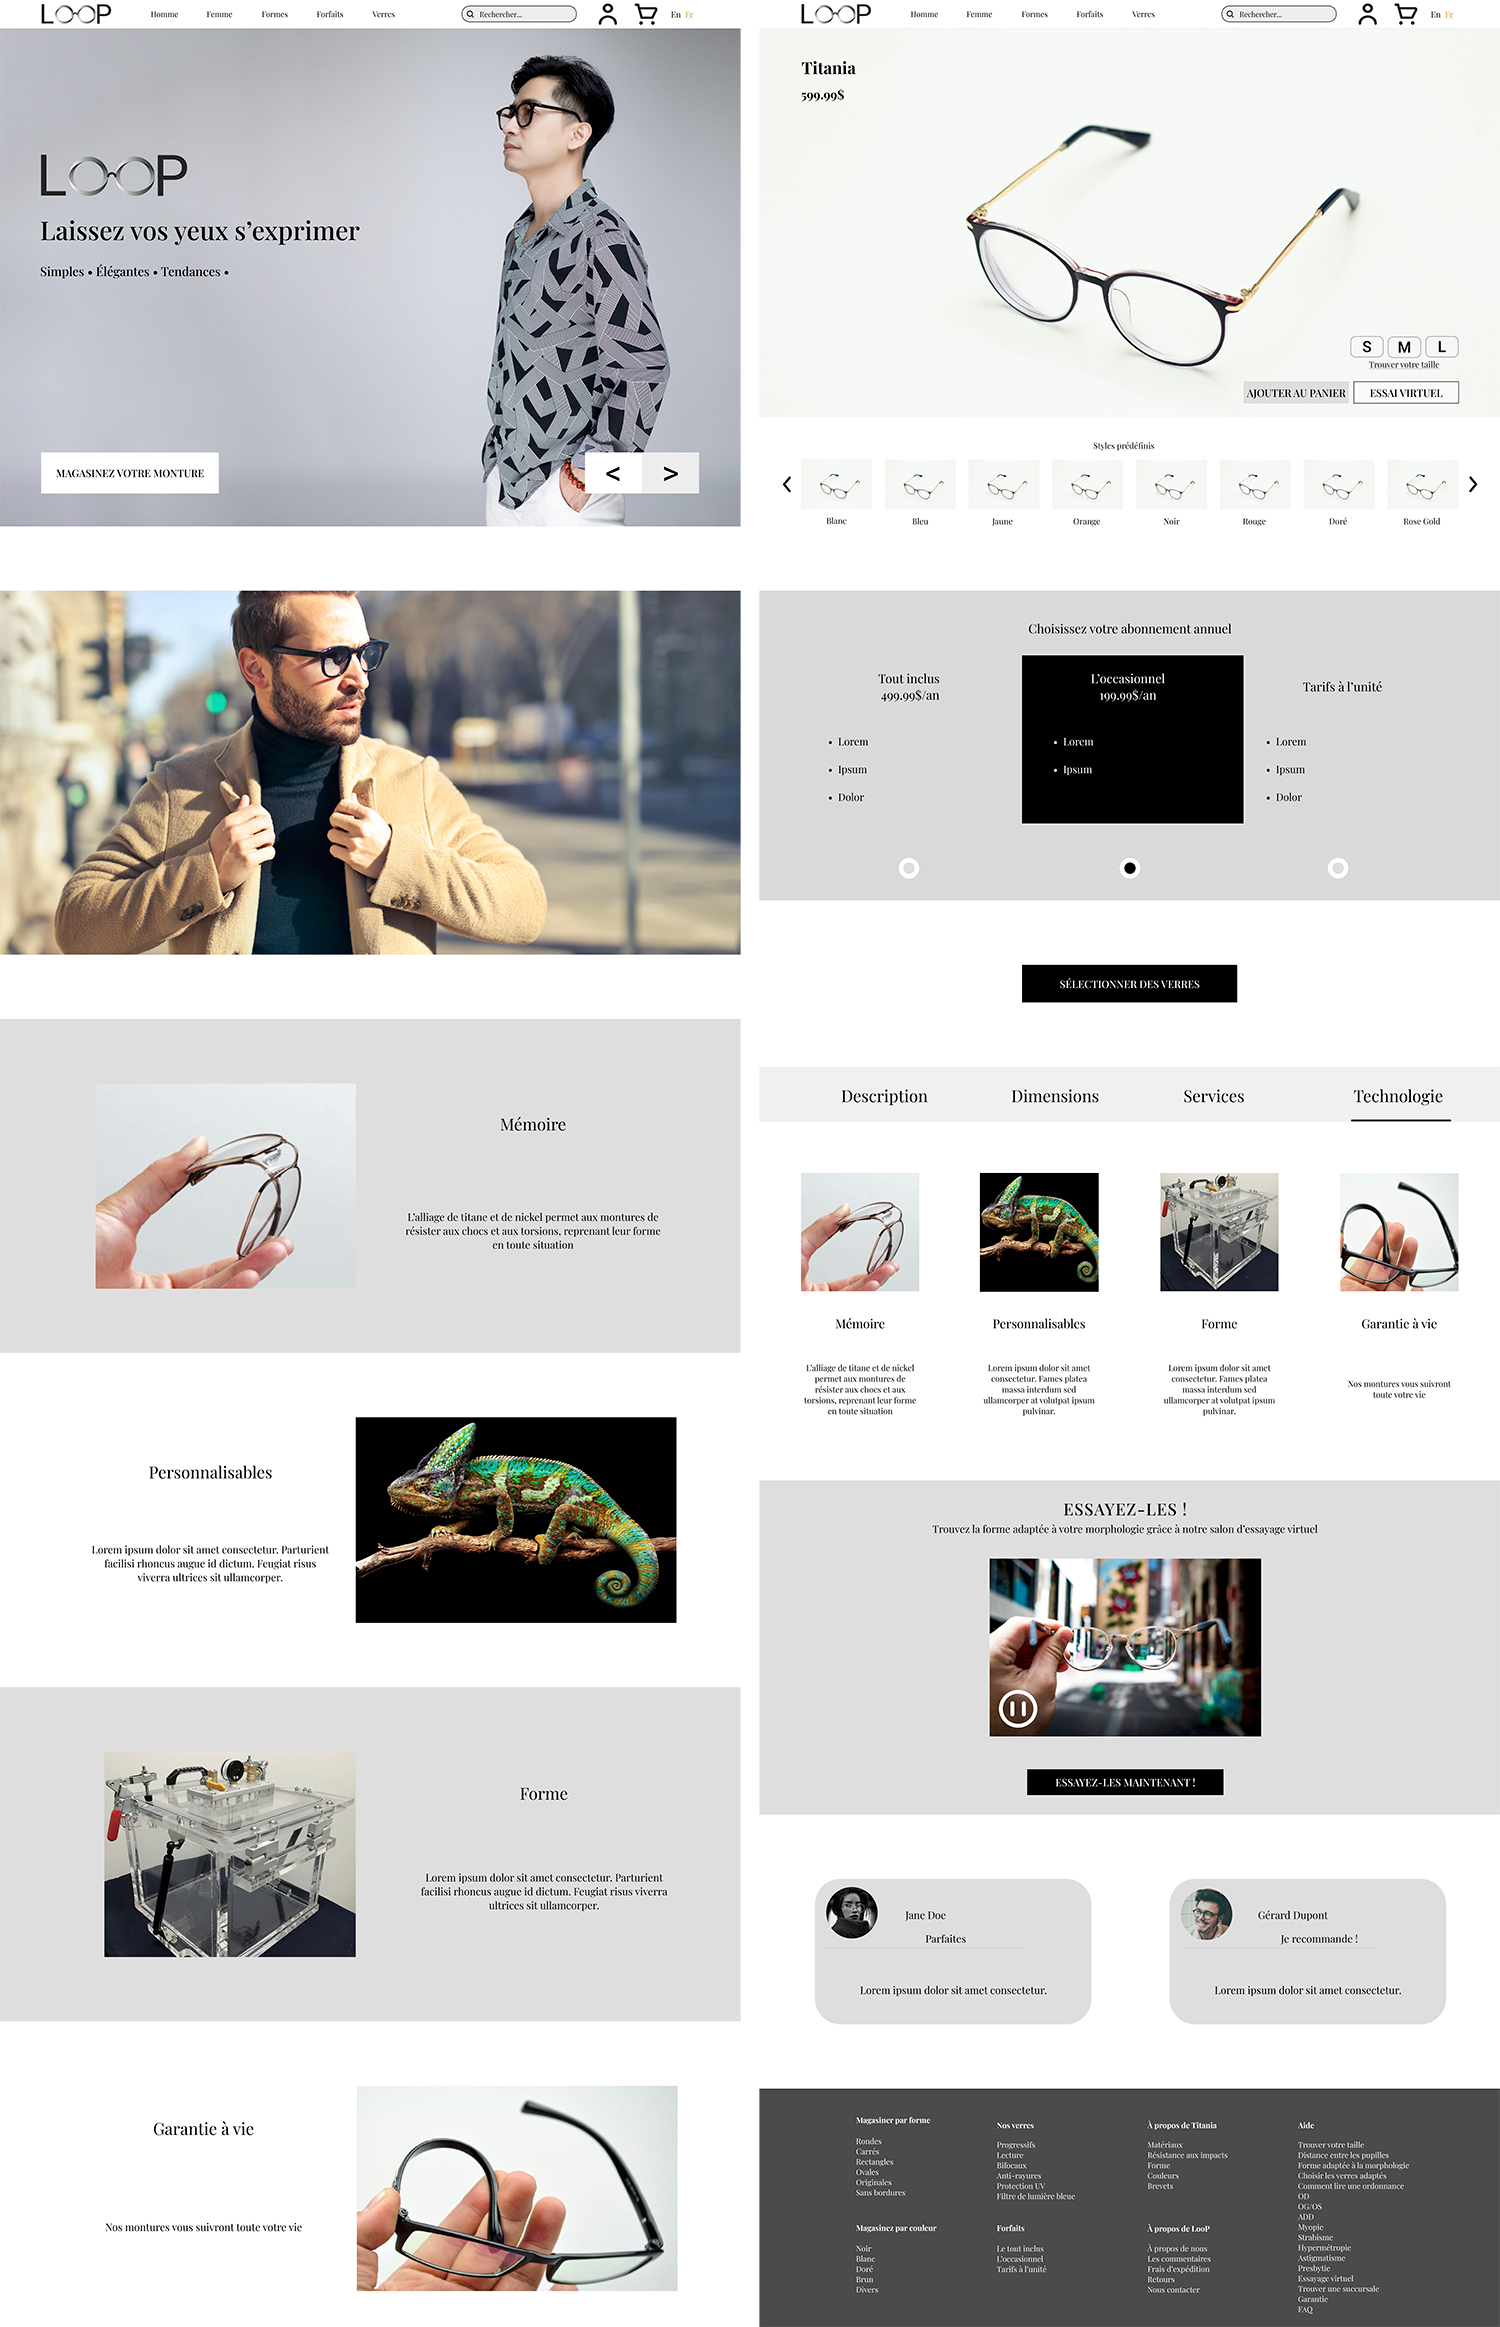 LOOP
Homme Femme Formes Forfaits Verres
Rechercher...
En Fr
LOOP
Laissez vos yeux s'exprimer
Simples • Élégantes • Tendances •
MAGASINEZ VOTRE MONTURE
< >
Mémoire
L'alliage de titane et de nickel permet aux montures de
résister aux chocs et aux torsions, reprenant leur forme
en toute situation
Personnalisables
Lorem ipsum dolor sit amet consectetur. Parturient
facilisi rhoncus augue id dictum. Feugiat risus
viverra ultrices sit ullamcorper.
Forme
Lorem ipsum dolor sit amet consectetur. Parturient
facilisi rhoncus augue id dictum. Feugiat risus viverra
ultrices sit ullamcorper.
Garantie à vie
Nos montures vous suivront toute votre vie
LOOP
Homme Femme Formes Forfaits Verres
Rechercher...
En Fr
Titania
599.99$
S M L
Trouver votre taille
AJOUTER AU PANIER ESSAI VIRTUEL
Styles prédéfinis
Blanc Bleu Jaune Orange Noir Rouge Doré Rose Gold
Choisissez votre abonnement annuel
Tout inclus
499.99$/an
• Lorem
• Ipsum
• Dolor
L'occasionnel
199.99$/an
• Lorem
• Ipsum
Tarifs à l'unité
• Lorem
• Ipsum
• Dolor
SÉLECTIONNER DES VERRES
Description Dimensions Services Technologie
Mémoire
L'alliage de titane et de nickel
permet aux montures de
résister aux chocs et aux
torsions, reprenant leur forme
en toute situation
Personnalisables
Lorem ipsum dolor sit amet
consectetur. Fames platea
massa interdum sed
ullamcorper at volutpat ipsum
pulvinar.
Forme
Lorem ipsum dolor sit amet
consectetur. Fames platea
massa interdum sed
ullamcorper at volutpat ipsum
pulvinar.
Garantie à vie
Nos montures vous suivront
toute votre vie
ESSAYEZ-LES !
Trouvez la forme adaptée à votre morphologie grâce à notre salon d'essayage virtuel
ESSAYEZ-LES MAINTENANT !
Jane Doe
Parfaites
Lorem ipsum dolor sit amet consectetur.
Gérard Dupont
Je recommande !
Lorem ipsum dolor sit amet consectetur.
Magasiner par forme
Rondes
Carrés
Rectangles
Ovales
Originales
Sans bordures
Magasinez par couleur
Noir
Blanc
Doré
Brun
Divers
Nos verres
Progressifs
Lecture
Bifocaux
Anti-rayures
Protection UV
Filtre de lumière bleue
Forfaits
Le tout inclus
L'occasionnel
Tarifs à l'unité
À propos de Titania
Matériaux
Résistance aux impacts
Forme
Couleurs
Brevets
À propos de LooP
À propos de nous
Les commentaires
Frais d'expédition
Retours
Nous contacter
Aide
Trouver votre taille
Distance entre les pupilles
Forme adaptée à la morphologie
Choisir les verres adaptés
Comment lire une ordonnance
OD
OG/OS
ADD
Myopie
Strabisme
Hypermétropie
Astigmatisme
Presbytie
Essayage virtuel
Trouver une succursale
Garantie
FAQ